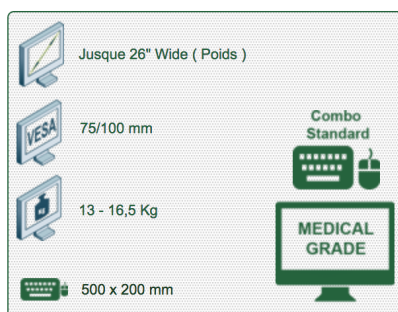 Jusque 26" Wide ( Poids )
VESA
75/100 mm
Combo
Standard
KG
13 - 16,5 Kg
MEDICAL
GRADE
500 x 200 mm